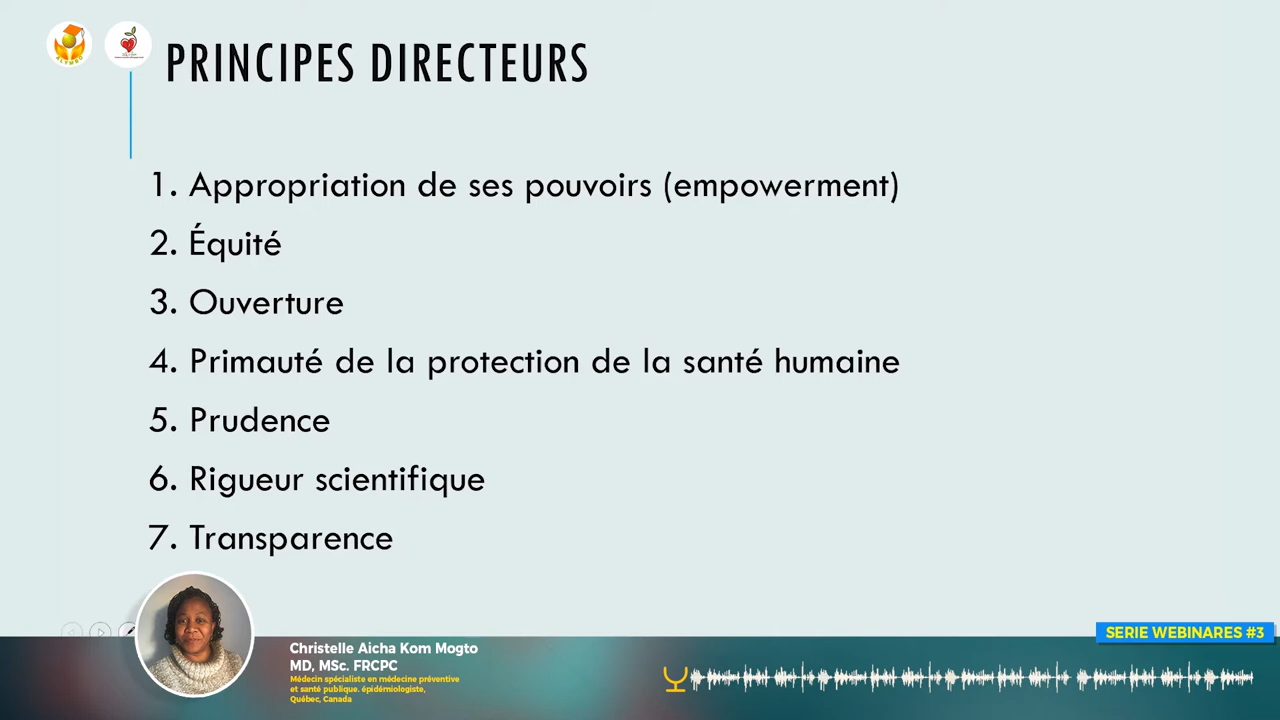 PRINCIPES DIRECTEURS
1. Appropriation de ses pouvoirs (empowerment)
2. Équité
3. Ouverture
4. Primauté de la protection de la santé humaine
5. Prudence
6. Rigueur scientifique
7. Transparence
Christelle Aicha Kom Mogto
MD, MSc. FRCPC
Médecin spécialiste en médecine préventive
et santé publique. épidémiologiste,
Québec, Canada
SERIE WEBINARES #3